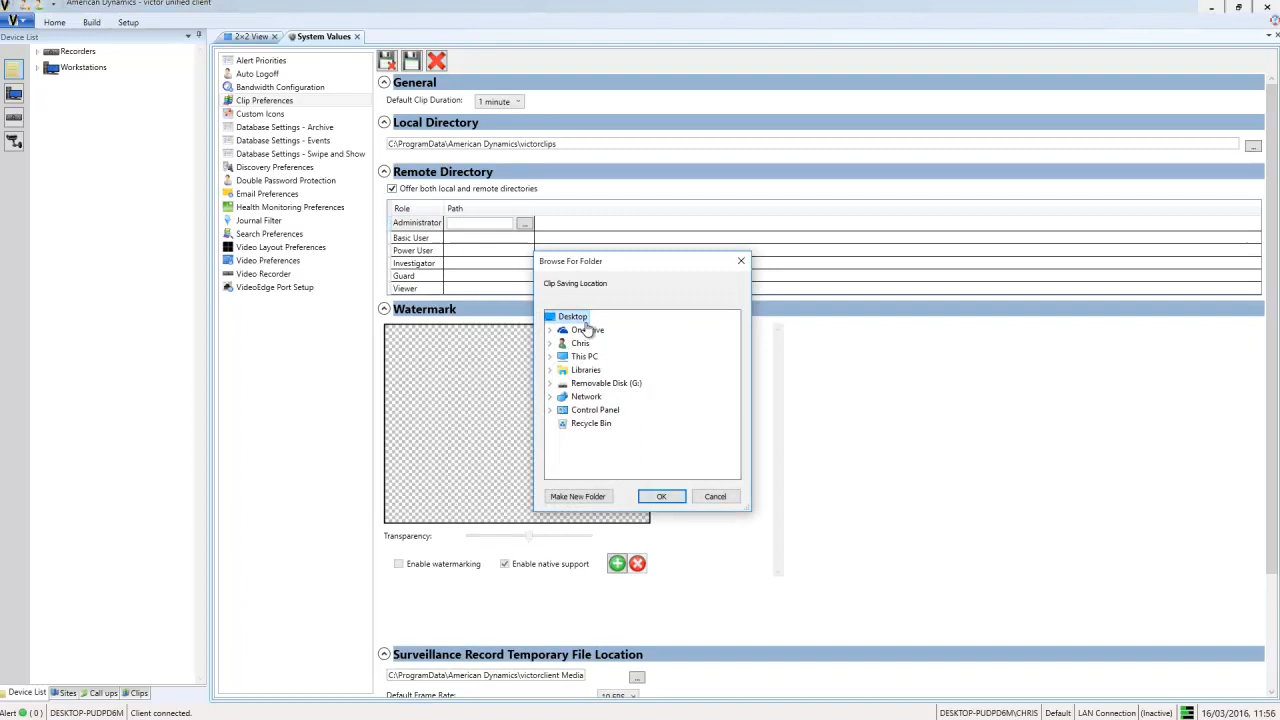 American Dynamics - victor unified client
Home Build Setup
Device List
2×2 View System Values
Recorders
Workstations
Alert Priorities
Auto Logoff
Bandwidth Configuration
Clip Preferences
Custom Icons
Database Settings - Archive
Database Settings - Events
Database Settings - Swipe and Show
Discovery Preferences
Double Password Protection
Email Preferences
Health Monitoring Preferences
Journal Filter
Search Preferences
Video Layout Preferences
Video Preferences
Video Recorder
VideoEdge Port Setup
General
Default Clip Duration: 1 minute
Local Directory
C:\ProgramData\American Dynamics\victorclips ...
Remote Directory
Offer both local and remote directories
Role Path
Administrator ...
Basic User
Power User
Investigator
Guard
Viewer
Watermark
Browse For Folder
Clip Saving Location
Desktop
Chris
This PC
Libraries
Removable Disk (G:)
Network
Control Panel
Recycle Bin
Make New Folder OK Cancel
Transparency:
Enable watermarking Enable native support
Surveillance Record Temporary File Location
C:\ProgramData\American Dynamics\victorclient Media ...
Default Frame Rate: 10 FPS
Device List Sites Call ups Clips
Alert ( 0 ) DESKTOP-PUDPD6M Client connected. DESKTOP-PUDPD6M\CHRIS Default LAN Connection (Inactive) 16/03/2016, 11:56